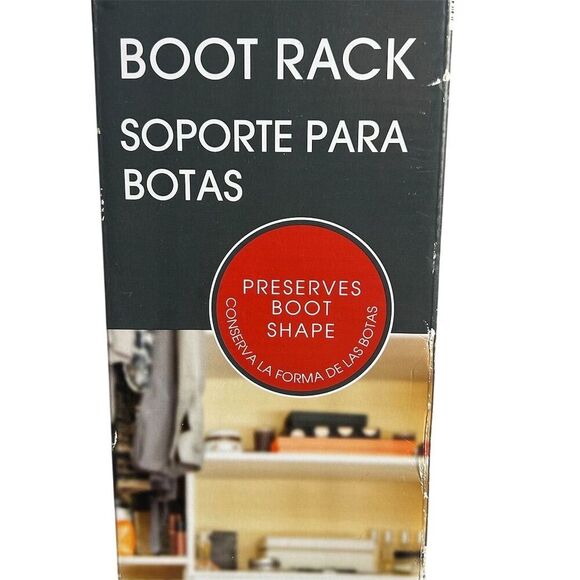 BOOT RACK
SOPORTE PARA
BOTAS
PRESERVES
BOOT
SHAPE
CONSERVA LA FORMA DE LAS BOTAS